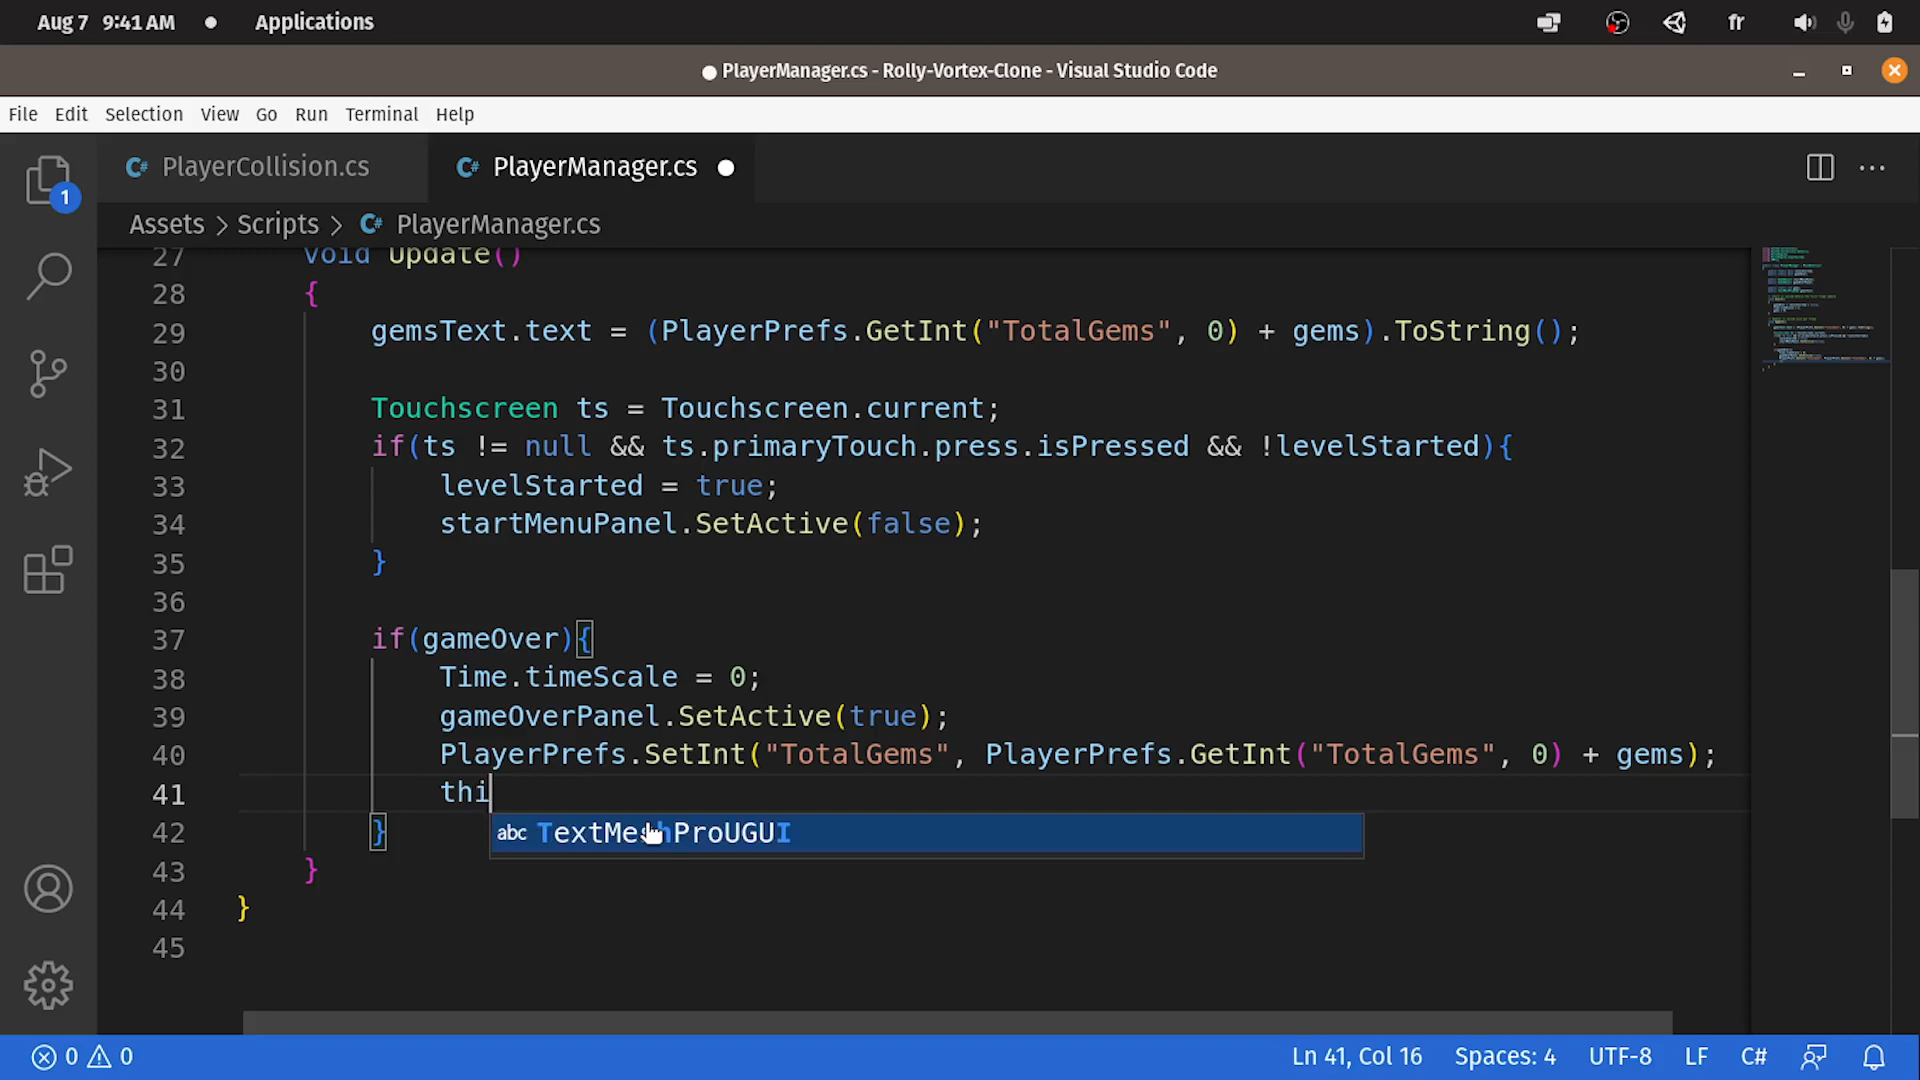 Aug 7 9:41 AM Applications fr
PlayerManager.cs - Rolly-Vortex-Clone - Visual Studio Code
File Edit Selection View Go Run Terminal Help
1
C# PlayerCollision.cs C# PlayerManager.cs
Assets > Scripts > C# PlayerManager.cs
27 void Update()
28 {
29 gemsText.text = (PlayerPrefs.GetInt("TotalGems", 0) + gems).ToString();
30
31 Touchscreen ts = Touchscreen.current;
32 if(ts != null && ts.primaryTouch.press.isPressed && !levelStarted){
33 levelStarted = true;
34 startMenuPanel.SetActive(false);
35 }
36
37 if(gameOver){
38 Time.timeScale = 0;
39 gameOverPanel.SetActive(true);
40 PlayerPrefs.SetInt("TotalGems", PlayerPrefs.GetInt("TotalGems", 0) + gems);
41 thi
42 }
abc TextMeshProUGUI
43 }
44 }
45
0 0 Ln 41, Col 16 Spaces: 4 UTF-8 LF C#